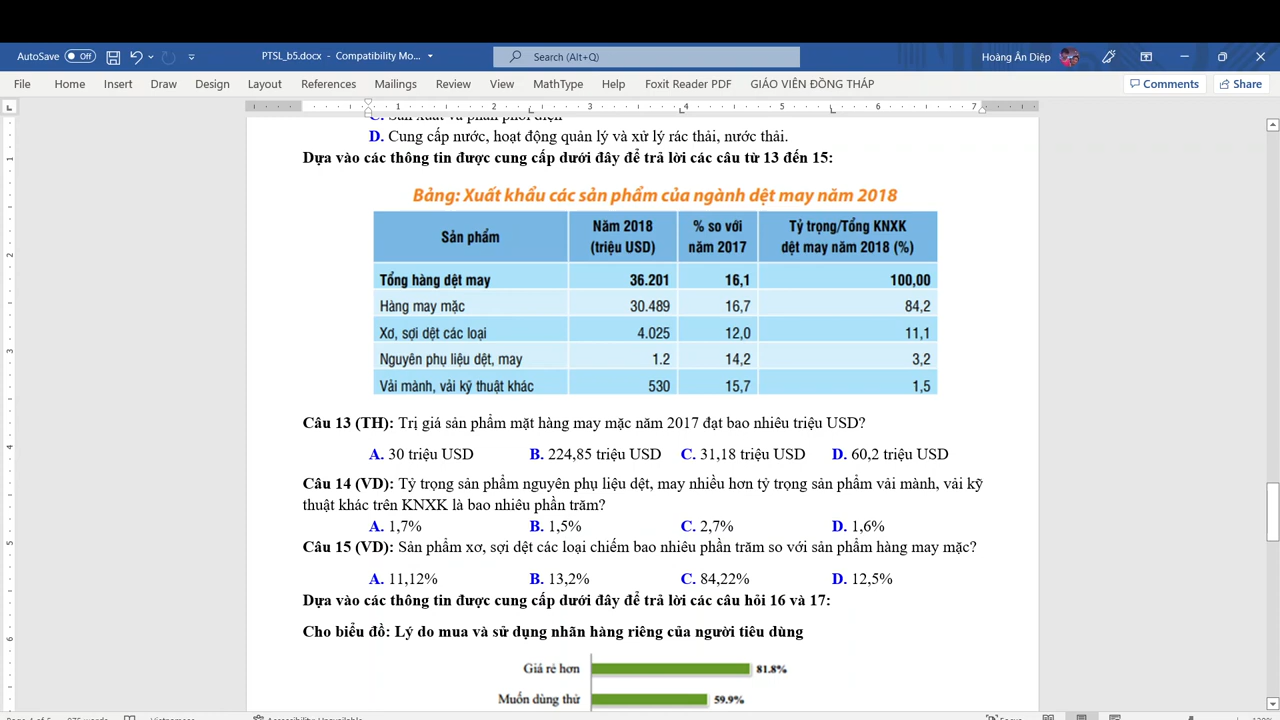 AutoSave Off PTSL_b5.docx - Compatibility Mo... Search (Alt+Q) Hoàng Ân Diệp
File Home Insert Draw Design Layout References Mailings Review View MathType Help Foxit Reader PDF GIÁO VIÊN ĐỒNG THÁP Comments Share
1 2 3 4 5 6 7
C. Sản xuất và phân phối điện
D. Cung cấp nước, hoạt động quản lý và xử lý rác thải, nước thải.
Dựa vào các thông tin được cung cấp dưới đây để trả lời các câu từ 13 đến 15:
Bảng: Xuất khẩu các sản phẩm của ngành dệt may năm 2018
Sản phẩm Năm 2018 (triệu USD) % so với năm 2017 Tỷ trọng/Tổng KNXK dệt may năm 2018 (%)
Tổng hàng dệt may 36.201 16,1 100,00
Hàng may mặc 30.489 16,7 84,2
Xơ, sợi dệt các loại 4.025 12,0 11,1
Nguyên phụ liệu dệt, may 1.2 14,2 3,2
Vải mành, vải kỹ thuật khác 530 15,7 1,5
Câu 13 (TH): Trị giá sản phẩm mặt hàng may mặc năm 2017 đạt bao nhiêu triệu USD?
A. 30 triệu USD B. 224,85 triệu USD C. 31,18 triệu USD D. 60,2 triệu USD
Câu 14 (VD): Tỷ trọng sản phẩm nguyên phụ liệu dệt, may nhiều hơn tỷ trọng sản phẩm vải mành, vải kỹ
thuật khác trên KNXK là bao nhiêu phần trăm?
A. 1,7% B. 1,5% C. 2,7% D. 1,6%
Câu 15 (VD): Sản phẩm xơ, sợi dệt các loại chiếm bao nhiêu phần trăm so với sản phẩm hàng may mặc?
A. 11,12% B. 13,2% C. 84,22% D. 12,5%
Dựa vào các thông tin được cung cấp dưới đây để trả lời các câu hỏi 16 và 17:
Cho biểu đồ: Lý do mua và sử dụng nhãn hàng riêng của người tiêu dùng
Giá rẻ hơn 81.8%
Muốn dùng thử 59.9%